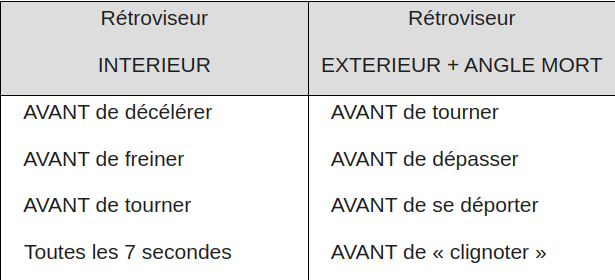 Rétroviseur
INTERIEUR
Rétroviseur
EXTERIEUR + ANGLE MORT
AVANT de décélérer
AVANT de freiner
AVANT de tourner
Toutes les 7 secondes
AVANT de tourner
AVANT de dépasser
AVANT de se déporter
AVANT de « clignoter »